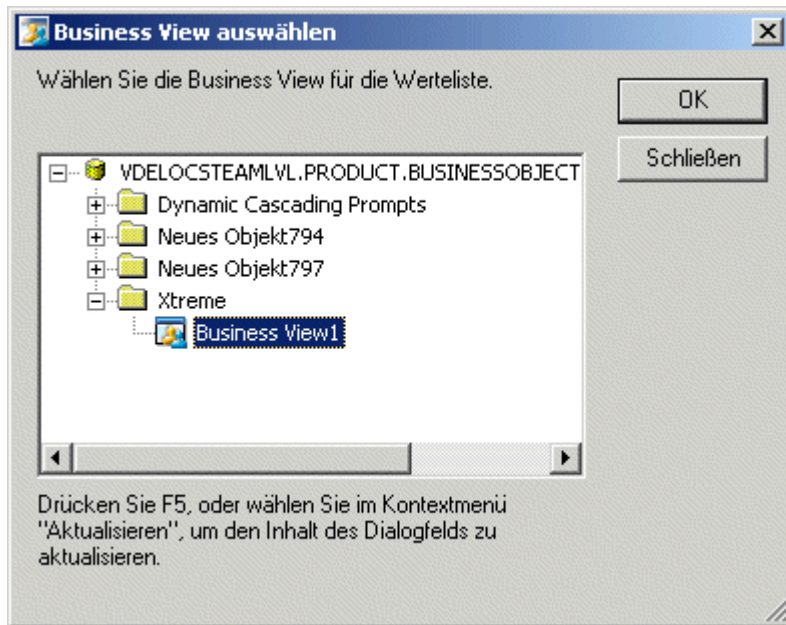 Business View auswählen
Wählen Sie die Business View für die Werteliste.
OK
Schließen
VDELOCSTEAMLVL.PRODUCT.BUSINESSOBJECT
Dynamic Cascading Prompts
Neues Objekt794
Neues Objekt797
Xtreme
Business View1
Drücken Sie F5, oder wählen Sie im Kontextmenü
"Aktualisieren", um den Inhalt des Dialogfelds zu
aktualisieren.